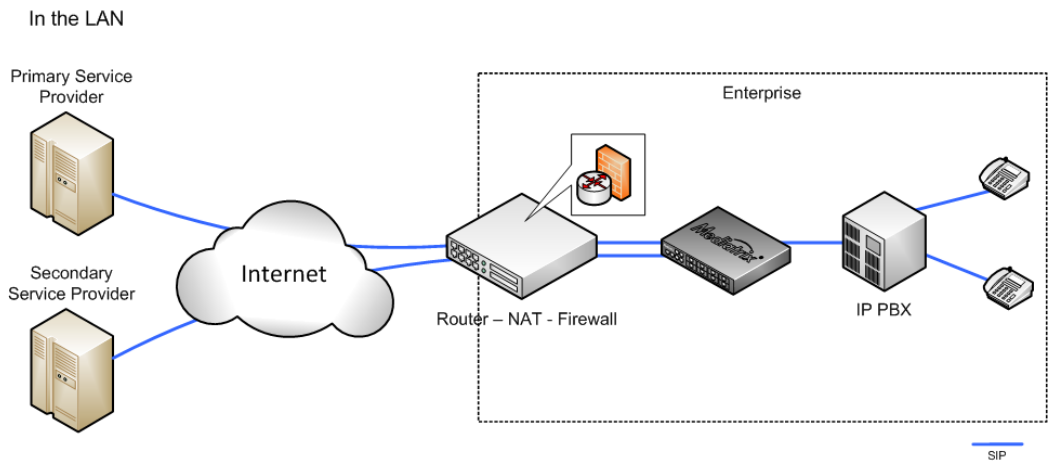 In the LAN
Primary Service
Provider
Enterprise
Mediatrix
Secondary
Service Provider
Internet
Router – NAT - Firewall
IP PBX
SIP